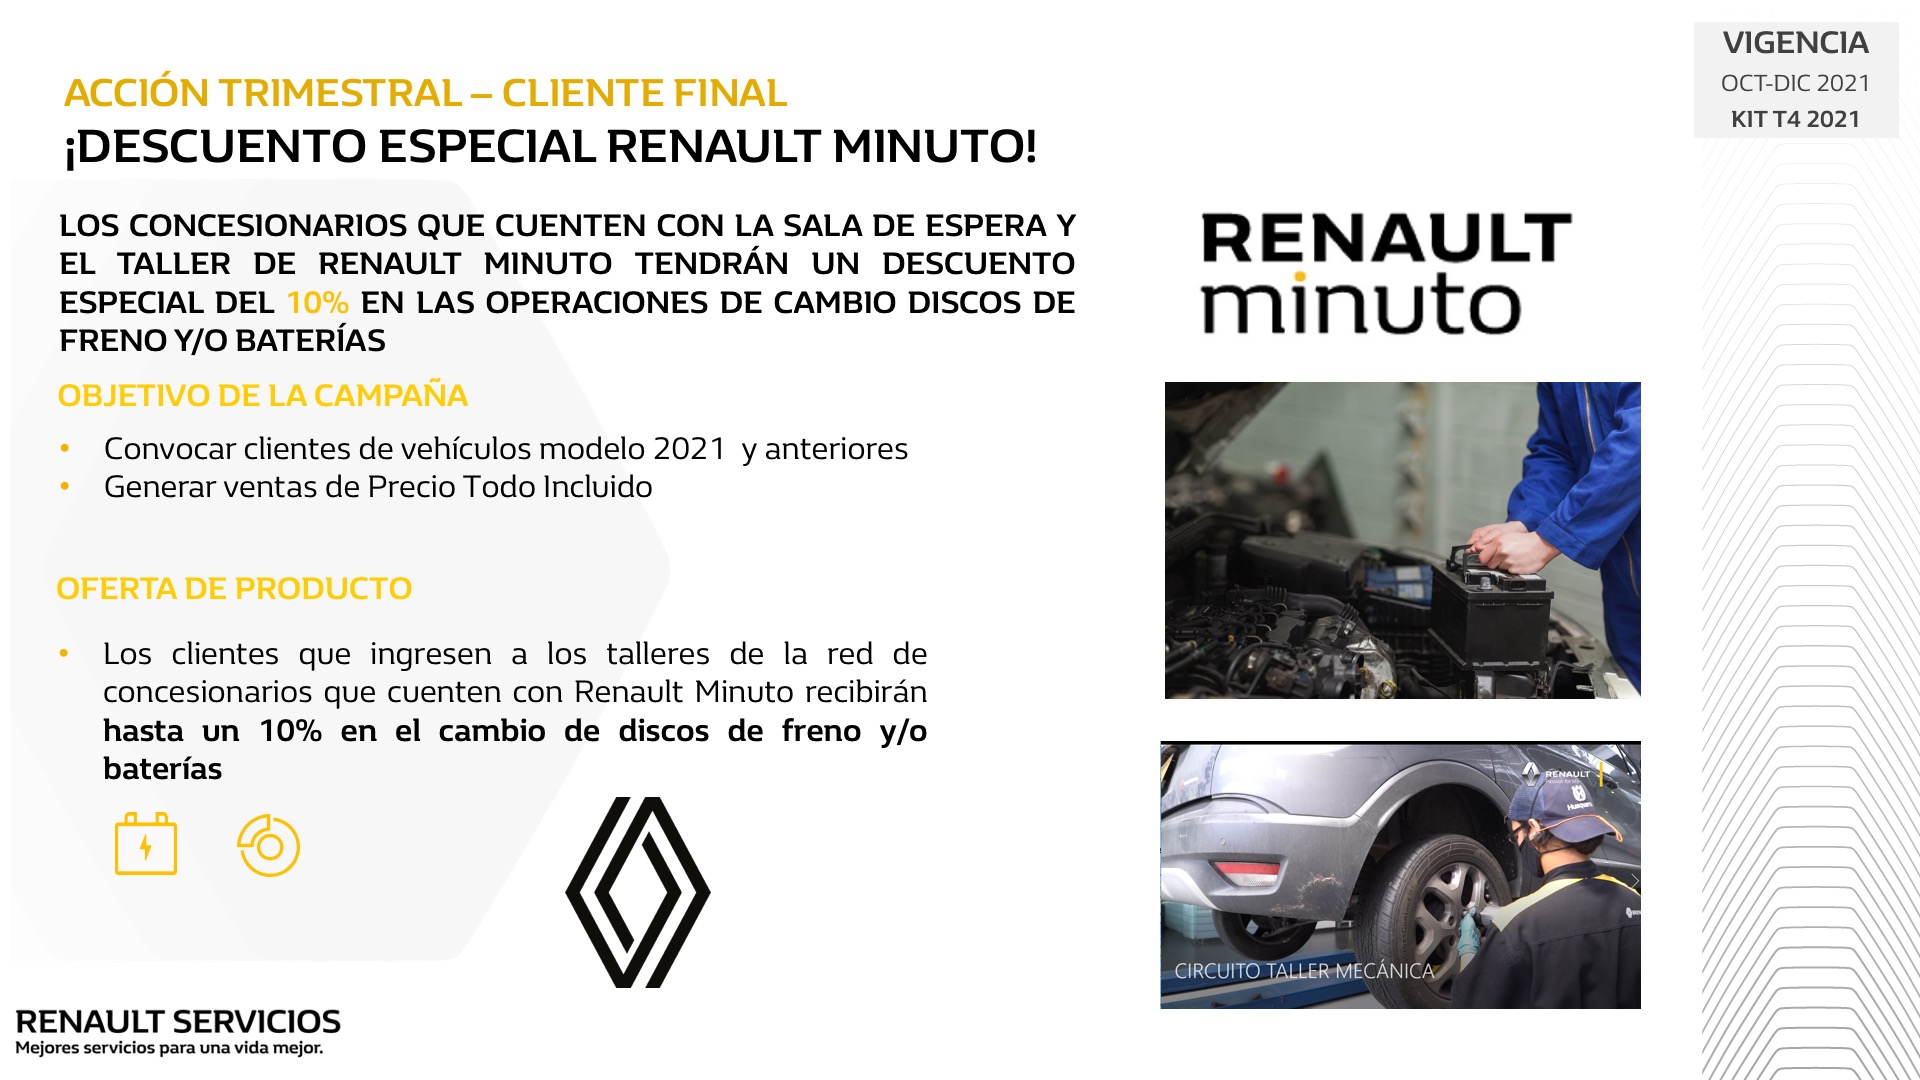 VIGENCIA
OCT-DIC 2021
KIT T4 2021
ACCIÓN TRIMESTRAL – CLIENTE FINAL
¡DESCUENTO ESPECIAL RENAULT MINUTO!
LOS CONCESIONARIOS QUE CUENTEN CON LA SALA DE ESPERA Y
EL TALLER DE RENAULT MINUTO TENDRÁN UN DESCUENTO
ESPECIAL DEL 10% EN LAS OPERACIONES DE CAMBIO DISCOS DE
FRENO Y/O BATERÍAS
OBJETIVO DE LA CAMPAÑA
• Convocar clientes de vehículos modelo 2021 y anteriores
• Generar ventas de Precio Todo Incluido
OFERTA DE PRODUCTO
• Los clientes que ingresen a los talleres de la red de
concesionarios que cuenten con Renault Minuto recibirán
hasta un 10% en el cambio de discos de freno y/o
baterías
RENAULT
minuto
RENAULT
CIRCUITO TALLER MECÁNICA
RENAULT SERVICIOS
Mejores servicios para una vida mejor.